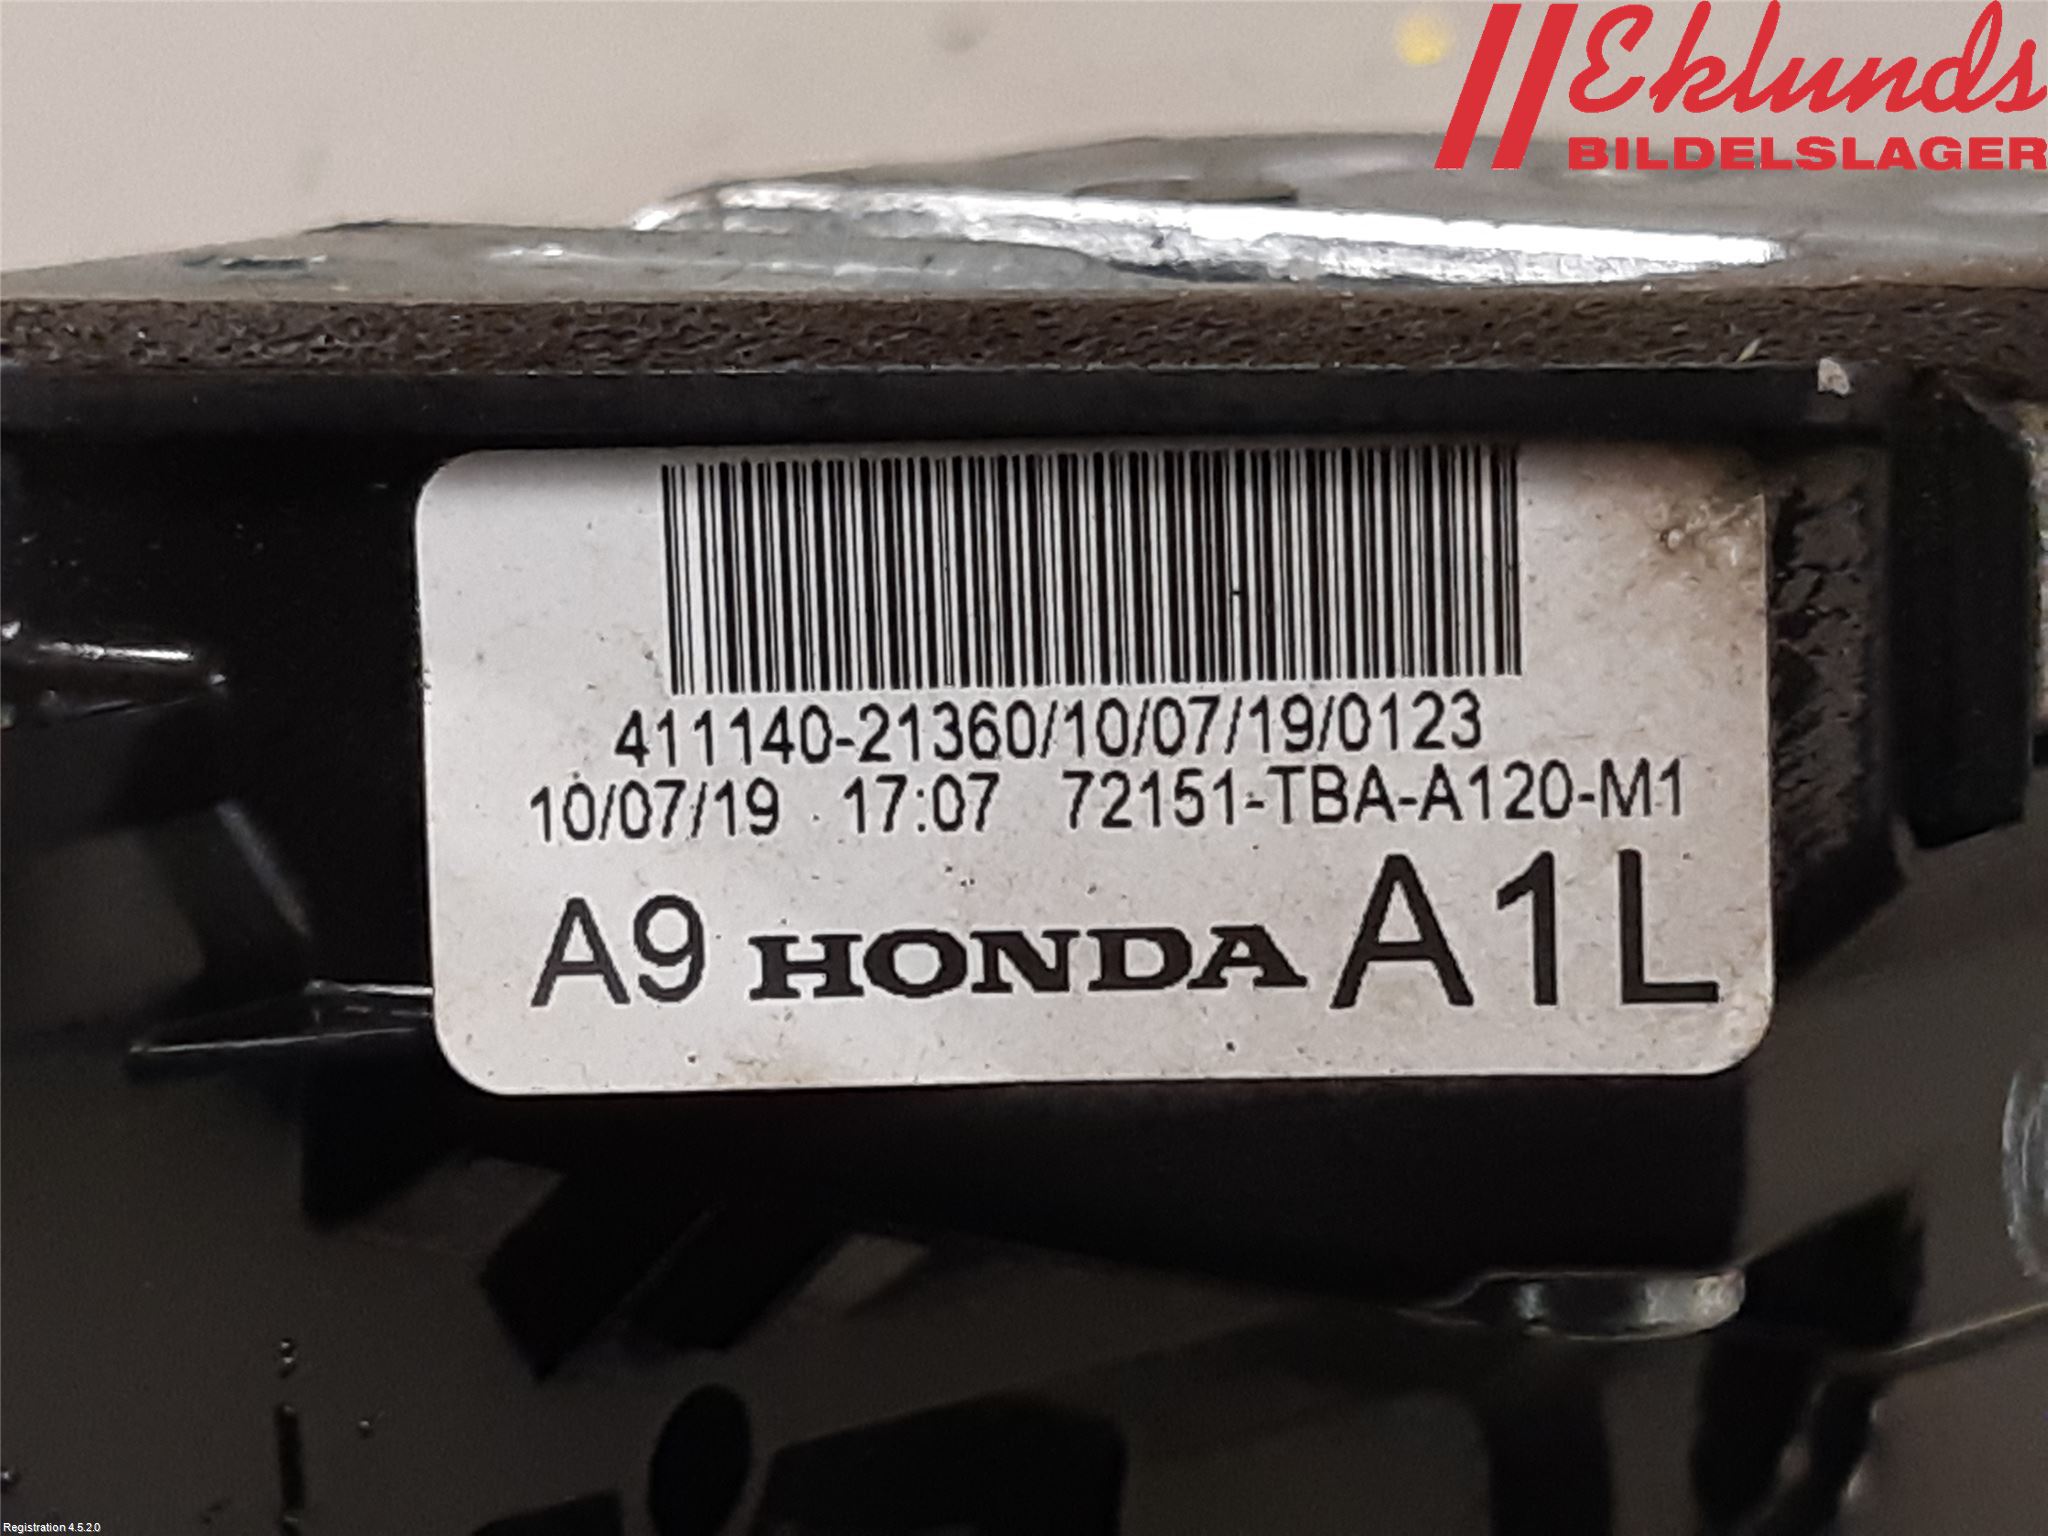 Eklunds
BILDELSLAGER
411140-21360/10/07/19/0123
10/07/19 17:07 72151-TBA-A120-M1
A9 HONDA A1L
Registration 4.5.2.0